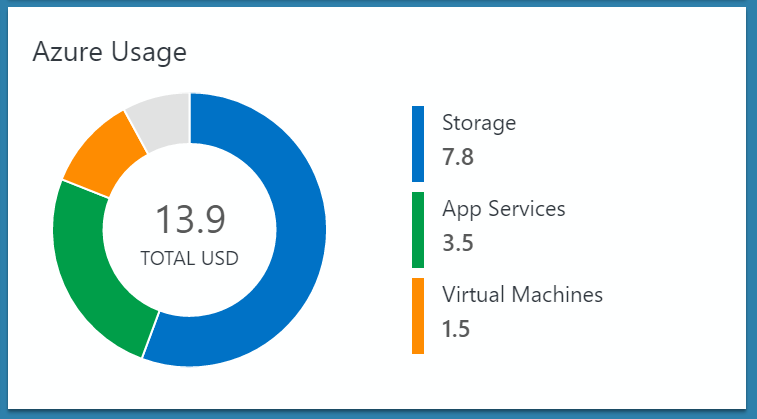 Azure Usage
13.9
TOTAL USD
Storage
7.8
App Services
3.5
Virtual Machines
1.5